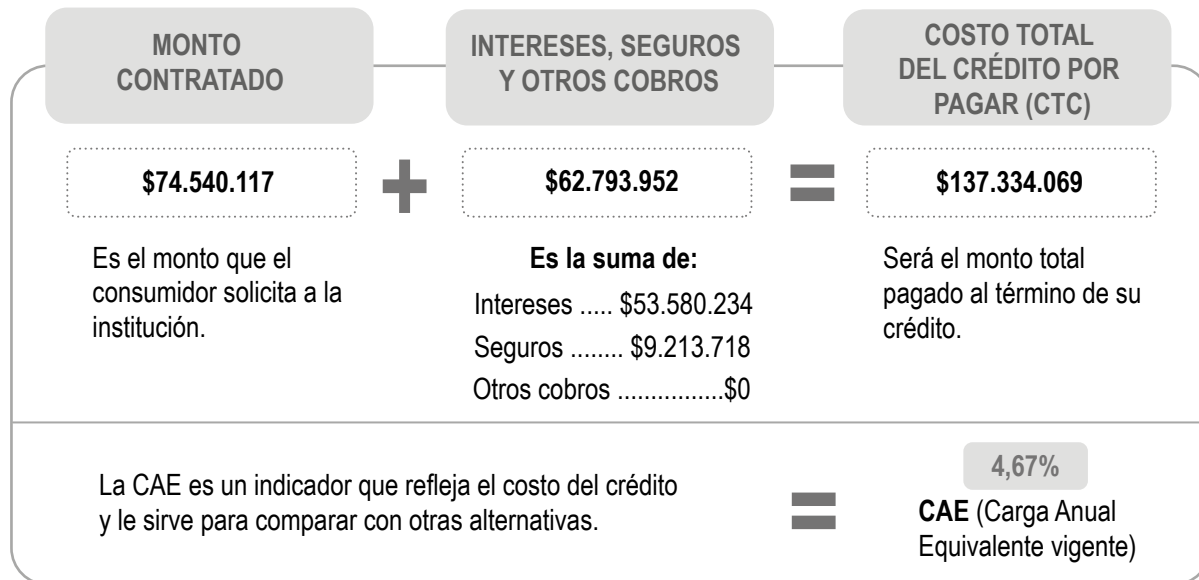 MONTO
CONTRATADO
INTERESES, SEGUROS
Y OTROS COBROS
COSTO TOTAL
DEL CRÉDITO POR
PAGAR (CTC)
$74.540.117
+
$62.793.952
=
$137.334.069
Es el monto que el
consumidor solicita a la
institución.
Es la suma de:
Intereses ..... $53.580.234
Seguros ........ $9.213.718
Otros cobros ................$0
Será el monto total
pagado al término de su
crédito.
La CAE es un indicador que refleja el costo del crédito
y le sirve para comparar con otras alternativas.
=
4,67%
CAE (Carga Anual
Equivalente vigente)